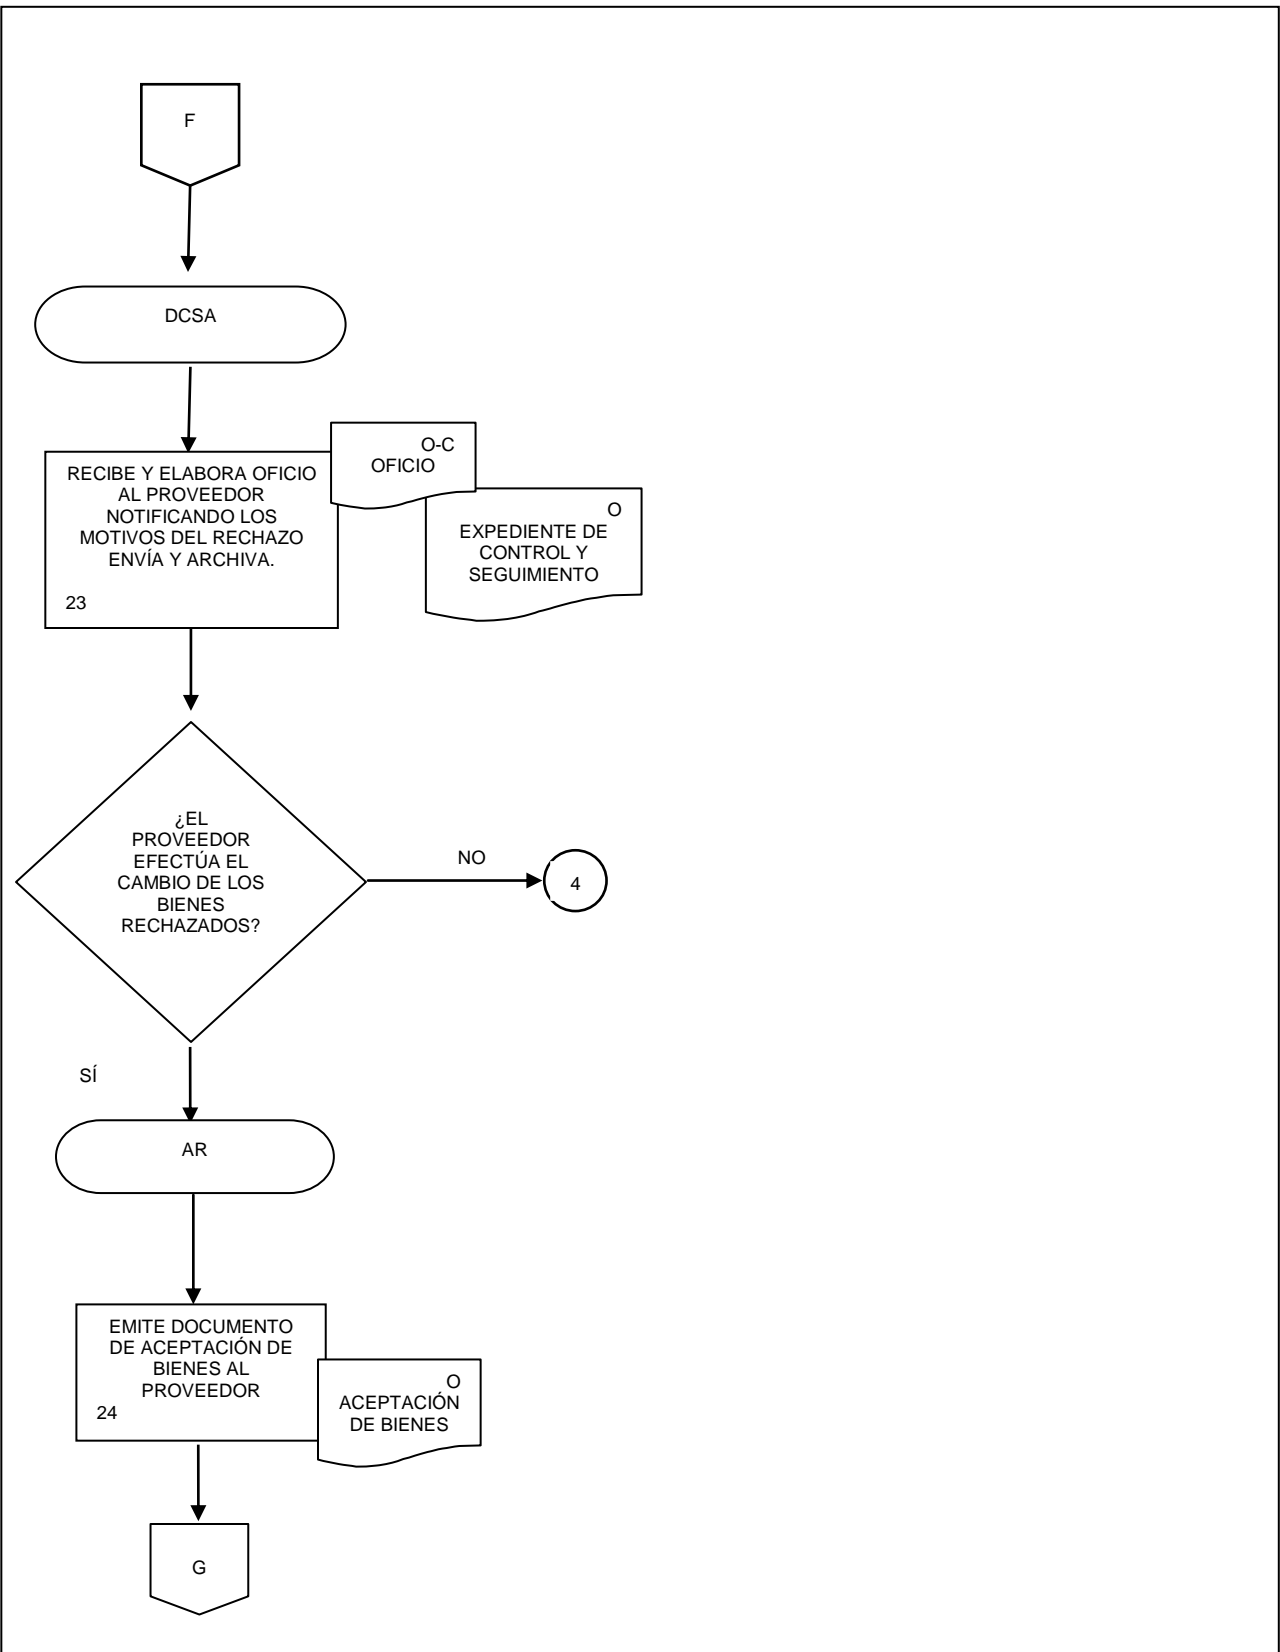 F
DCSA
RECIBE Y ELABORA OFICIO
AL PROVEEDOR
NOTIFICANDO LOS
MOTIVOS DEL RECHAZO
ENVÍA Y ARCHIVA.
23
O-C
OFICIO
O
EXPEDIENTE DE
CONTROL Y
SEGUIMIENTO
¿EL
PROVEEDOR
EFECTÚA EL
CAMBIO DE LOS
BIENES
RECHAZADOS?
NO
4
SÍ
AR
EMITE DOCUMENTO
DE ACEPTACIÓN DE
BIENES AL
PROVEEDOR
24
O
ACEPTACIÓN
DE BIENES
G